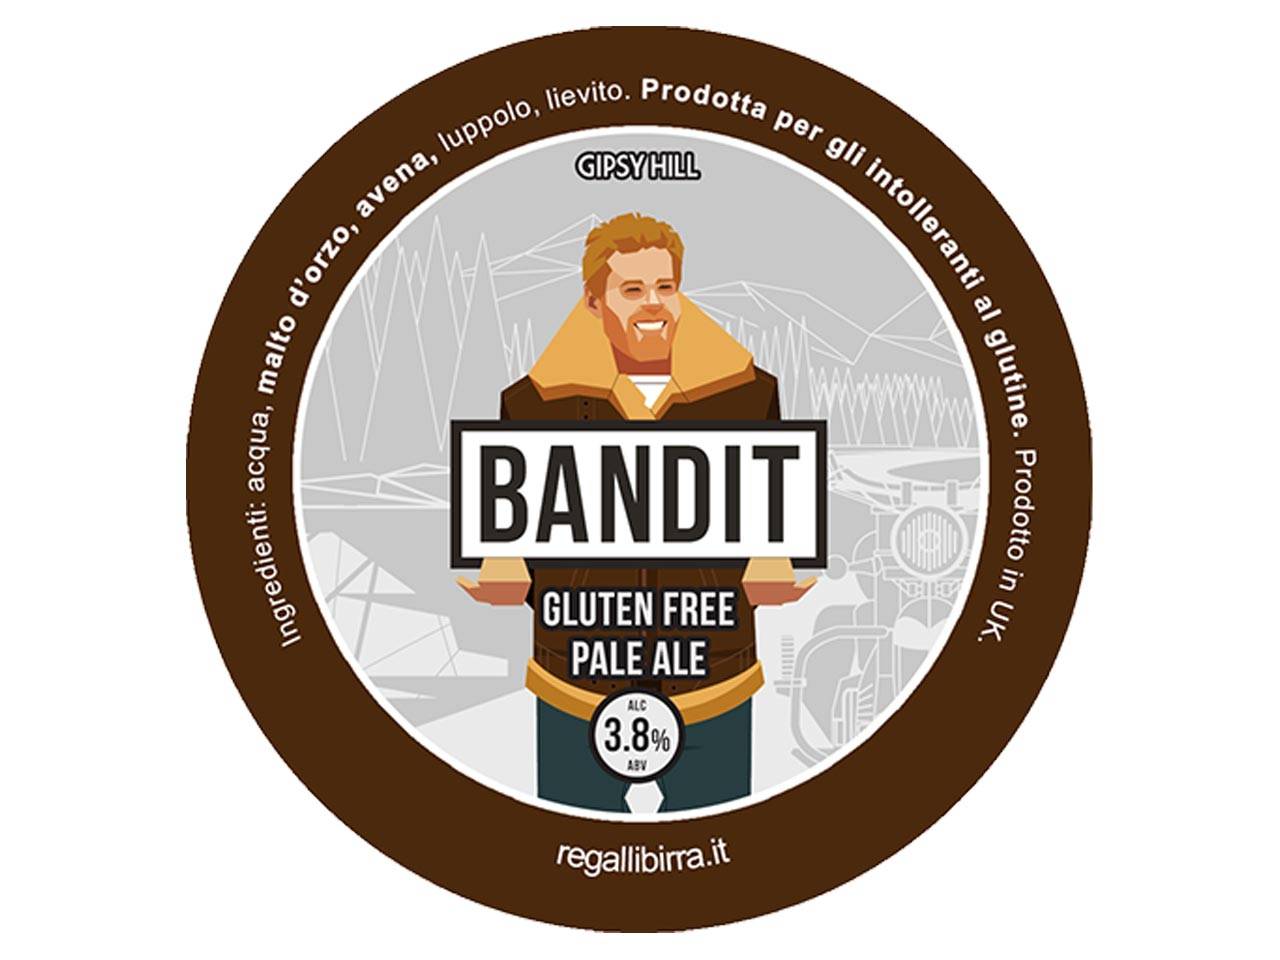 Ingredienti: acqua, malto d'orzo, avena, luppolo, lievito. Prodotta per gli intolleranti al glutine. Prodotto in UK.
GIPSY HILL
BANDIT
GLUTEN FREE
PALE ALE
ALC
3.8%
ABV
regallibirra.it